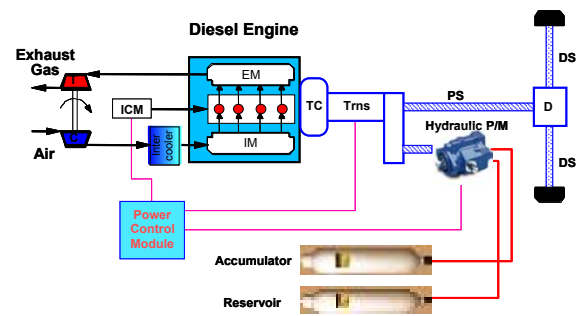 Diesel Engine
Exhaust
Gas
T
EM
ICM
TC
Trns
PS
DS
D
Hydraulic P/M
C
Air
Inter
cooler
IM
DS
Power
Control
Module
Accumulator
Reservoir